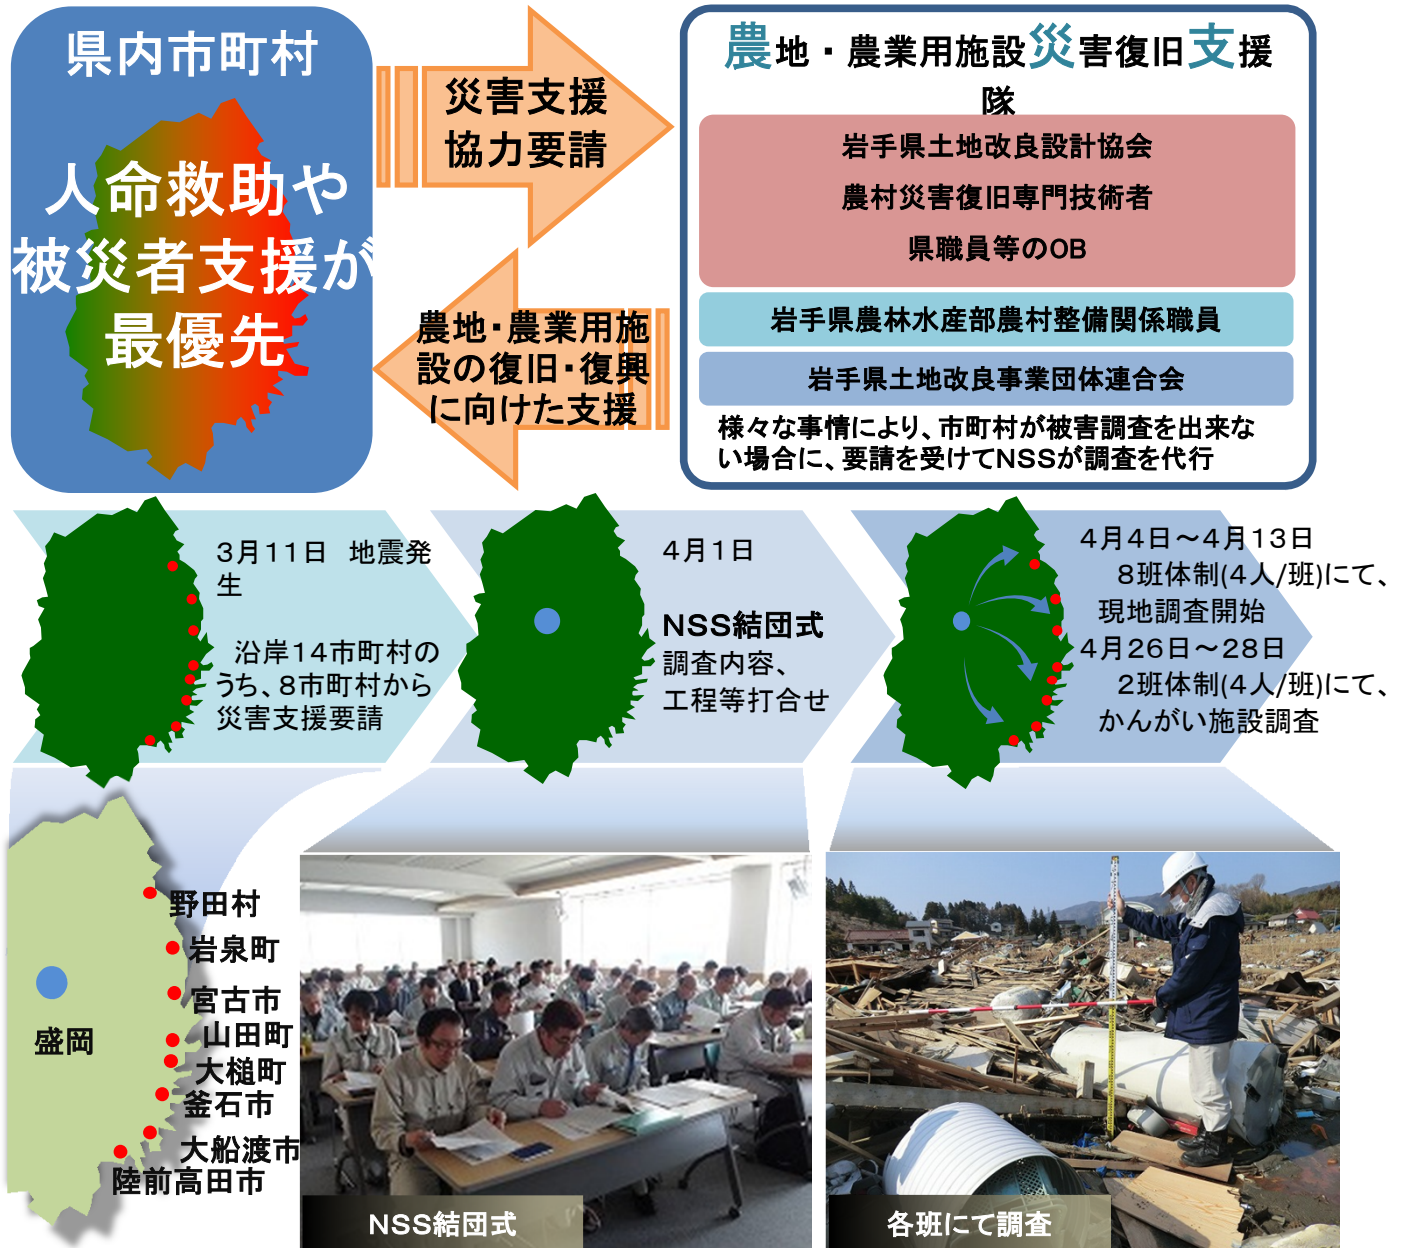 県内市町村
人命救助や
被災者支援が
最優先
災害支援
協力要請
農地・農業用施
設の復旧・復興
に向けた支援
農地・農業用施設災害復旧支援
隊
岩手県土地改良設計協会
農村災害復旧専門技術者
県職員等のOB
岩手県農林水産部農村整備関係職員
岩手県土地改良事業団体連合会
様々な事情により、市町村が被害調査を出来な
い場合に、要請を受けてNSSが調査を代行
3月11日　地震発
生
沿岸14市町村の
うち、8市町村から
災害支援要請
4月1日
NSS結団式
調査内容、
工程等打合せ
4月4日～4月13日
8班体制(4人/班)にて、
現地調査開始
4月26日～28日
2班体制(4人/班)にて、
かんがい施設調査
野田村
岩泉町
宮古市
盛岡
山田町
大槌町
釜石市
大船渡市
陸前高田市
NSS結団式
各班にて調査